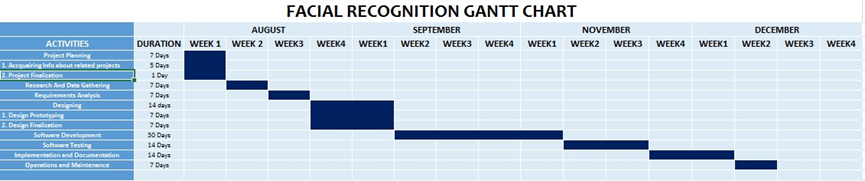 FACIAL RECOGNITION GANTT CHART
AUGUST SEPTEMBER NOVEMBER DECEMBER
ACTIVITIES DURATION WEEK 1 WEEK 2 WEEK3 WEEK4 WEEK1 WEEK2 WEEK3 WEEK4 WEEK1 WEEK2 WEEK3 WEEK4 WEEK1 WEEK2 WEEK3 WEEK4
Project Planning 7 Days
1. Accquairing Info about related projects 5 Days
2. Project Finalization 1 Day
Research And Data Gathering 7 Days
Requirements Analysis 7 Days
Designing 14 days
1. Design Prototyping 7 Days
2. Design Finalization 7 Days
Software Development 30 Days
Software Testing 14 Days
Implementation and Documentation 14 Days
Operations and Maintenence 7 Days